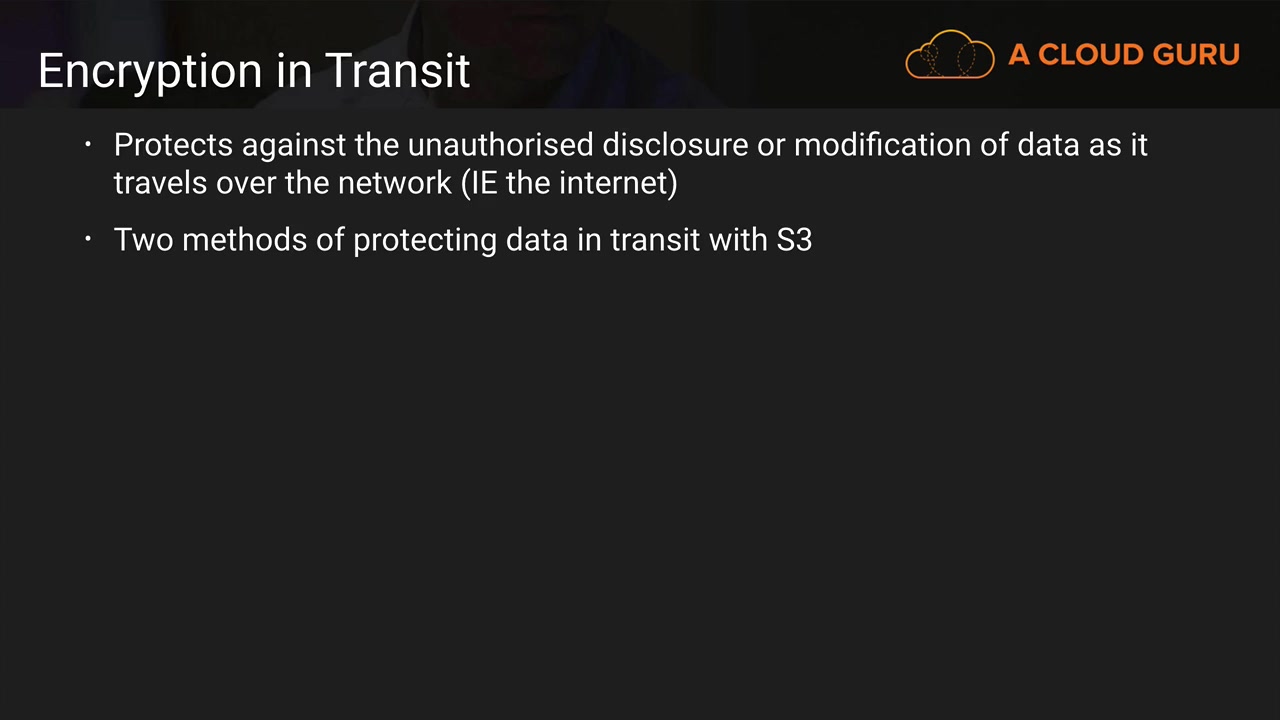 Encryption in Transit
A CLOUD GURU
· Protects against the unauthorised disclosure or modification of data as it
travels over the network (IE the internet)
· Two methods of protecting data in transit with S3